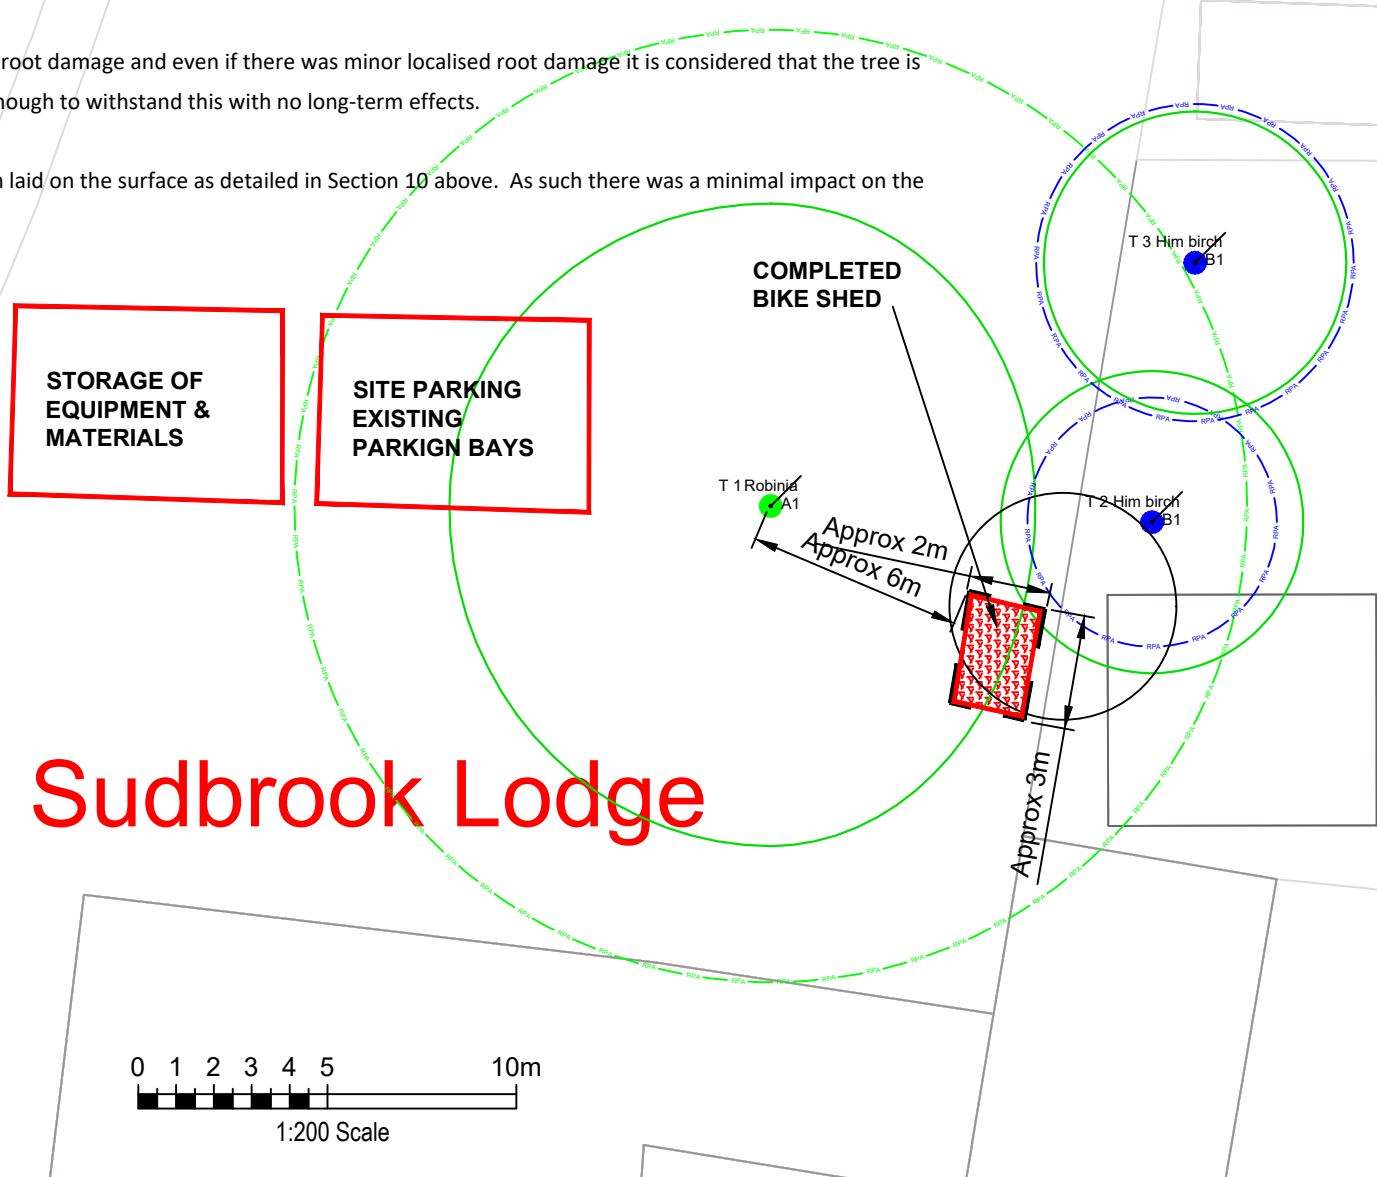 root damage and even if there was minor localised root damage it is considered that the tree is
nough to withstand this with no long-term effects.
n laid on the surface as detailed in Section 10 above. As such there was a minimal impact on the
COMPLETED
BIKE SHED
T 3 Him birch
B1
STORAGE OF
EQUIPMENT &
MATERIALS
SITE PARKING
EXISTING
PARKIGN BAYS
T 1 Robinia
A1
T 2 Him birch
B1
Approx 2m
Approx 6m
Approx 3m
Sudbrook Lodge
0 1 2 3 4 5 10m
1:200 Scale
RPA